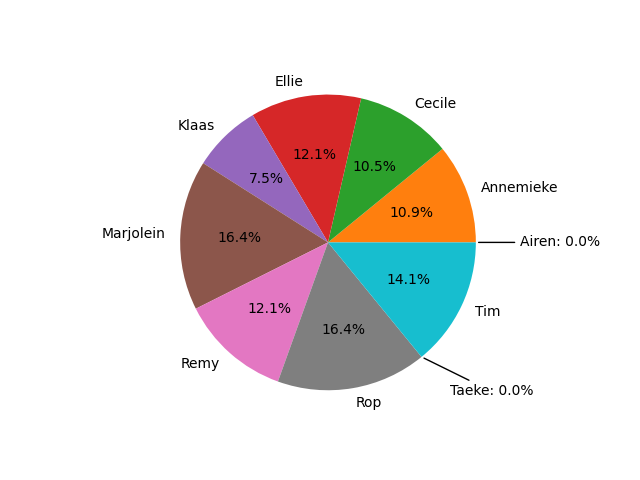 Ellie
Cecile
Klaas
12.1%
10.5%
7.5%
Annemieke
10.9%
Marjolein
16.4%
Airen: 0.0%
14.1%
12.1%
Tim
16.4%
Remy
Taeke: 0.0%
Rop